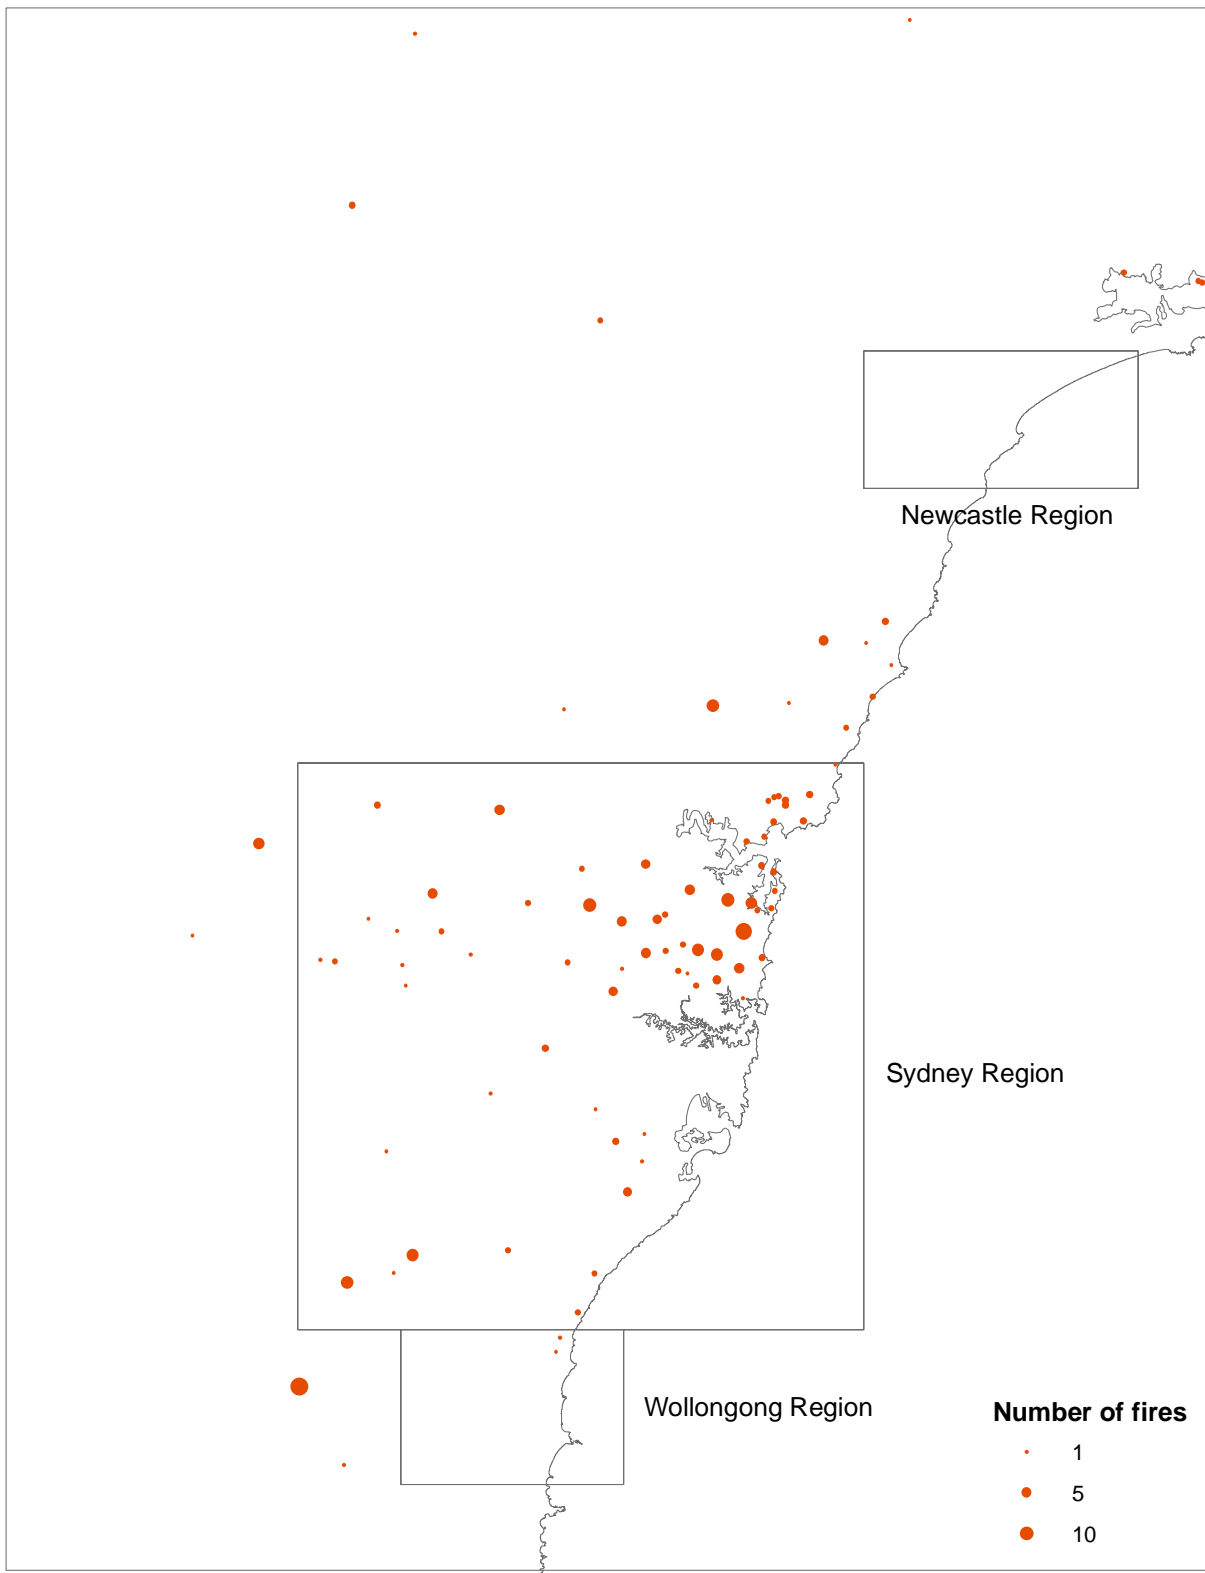 Newcastle Region
Sydney Region
Wollongong Region
Number of fires
1
5
10